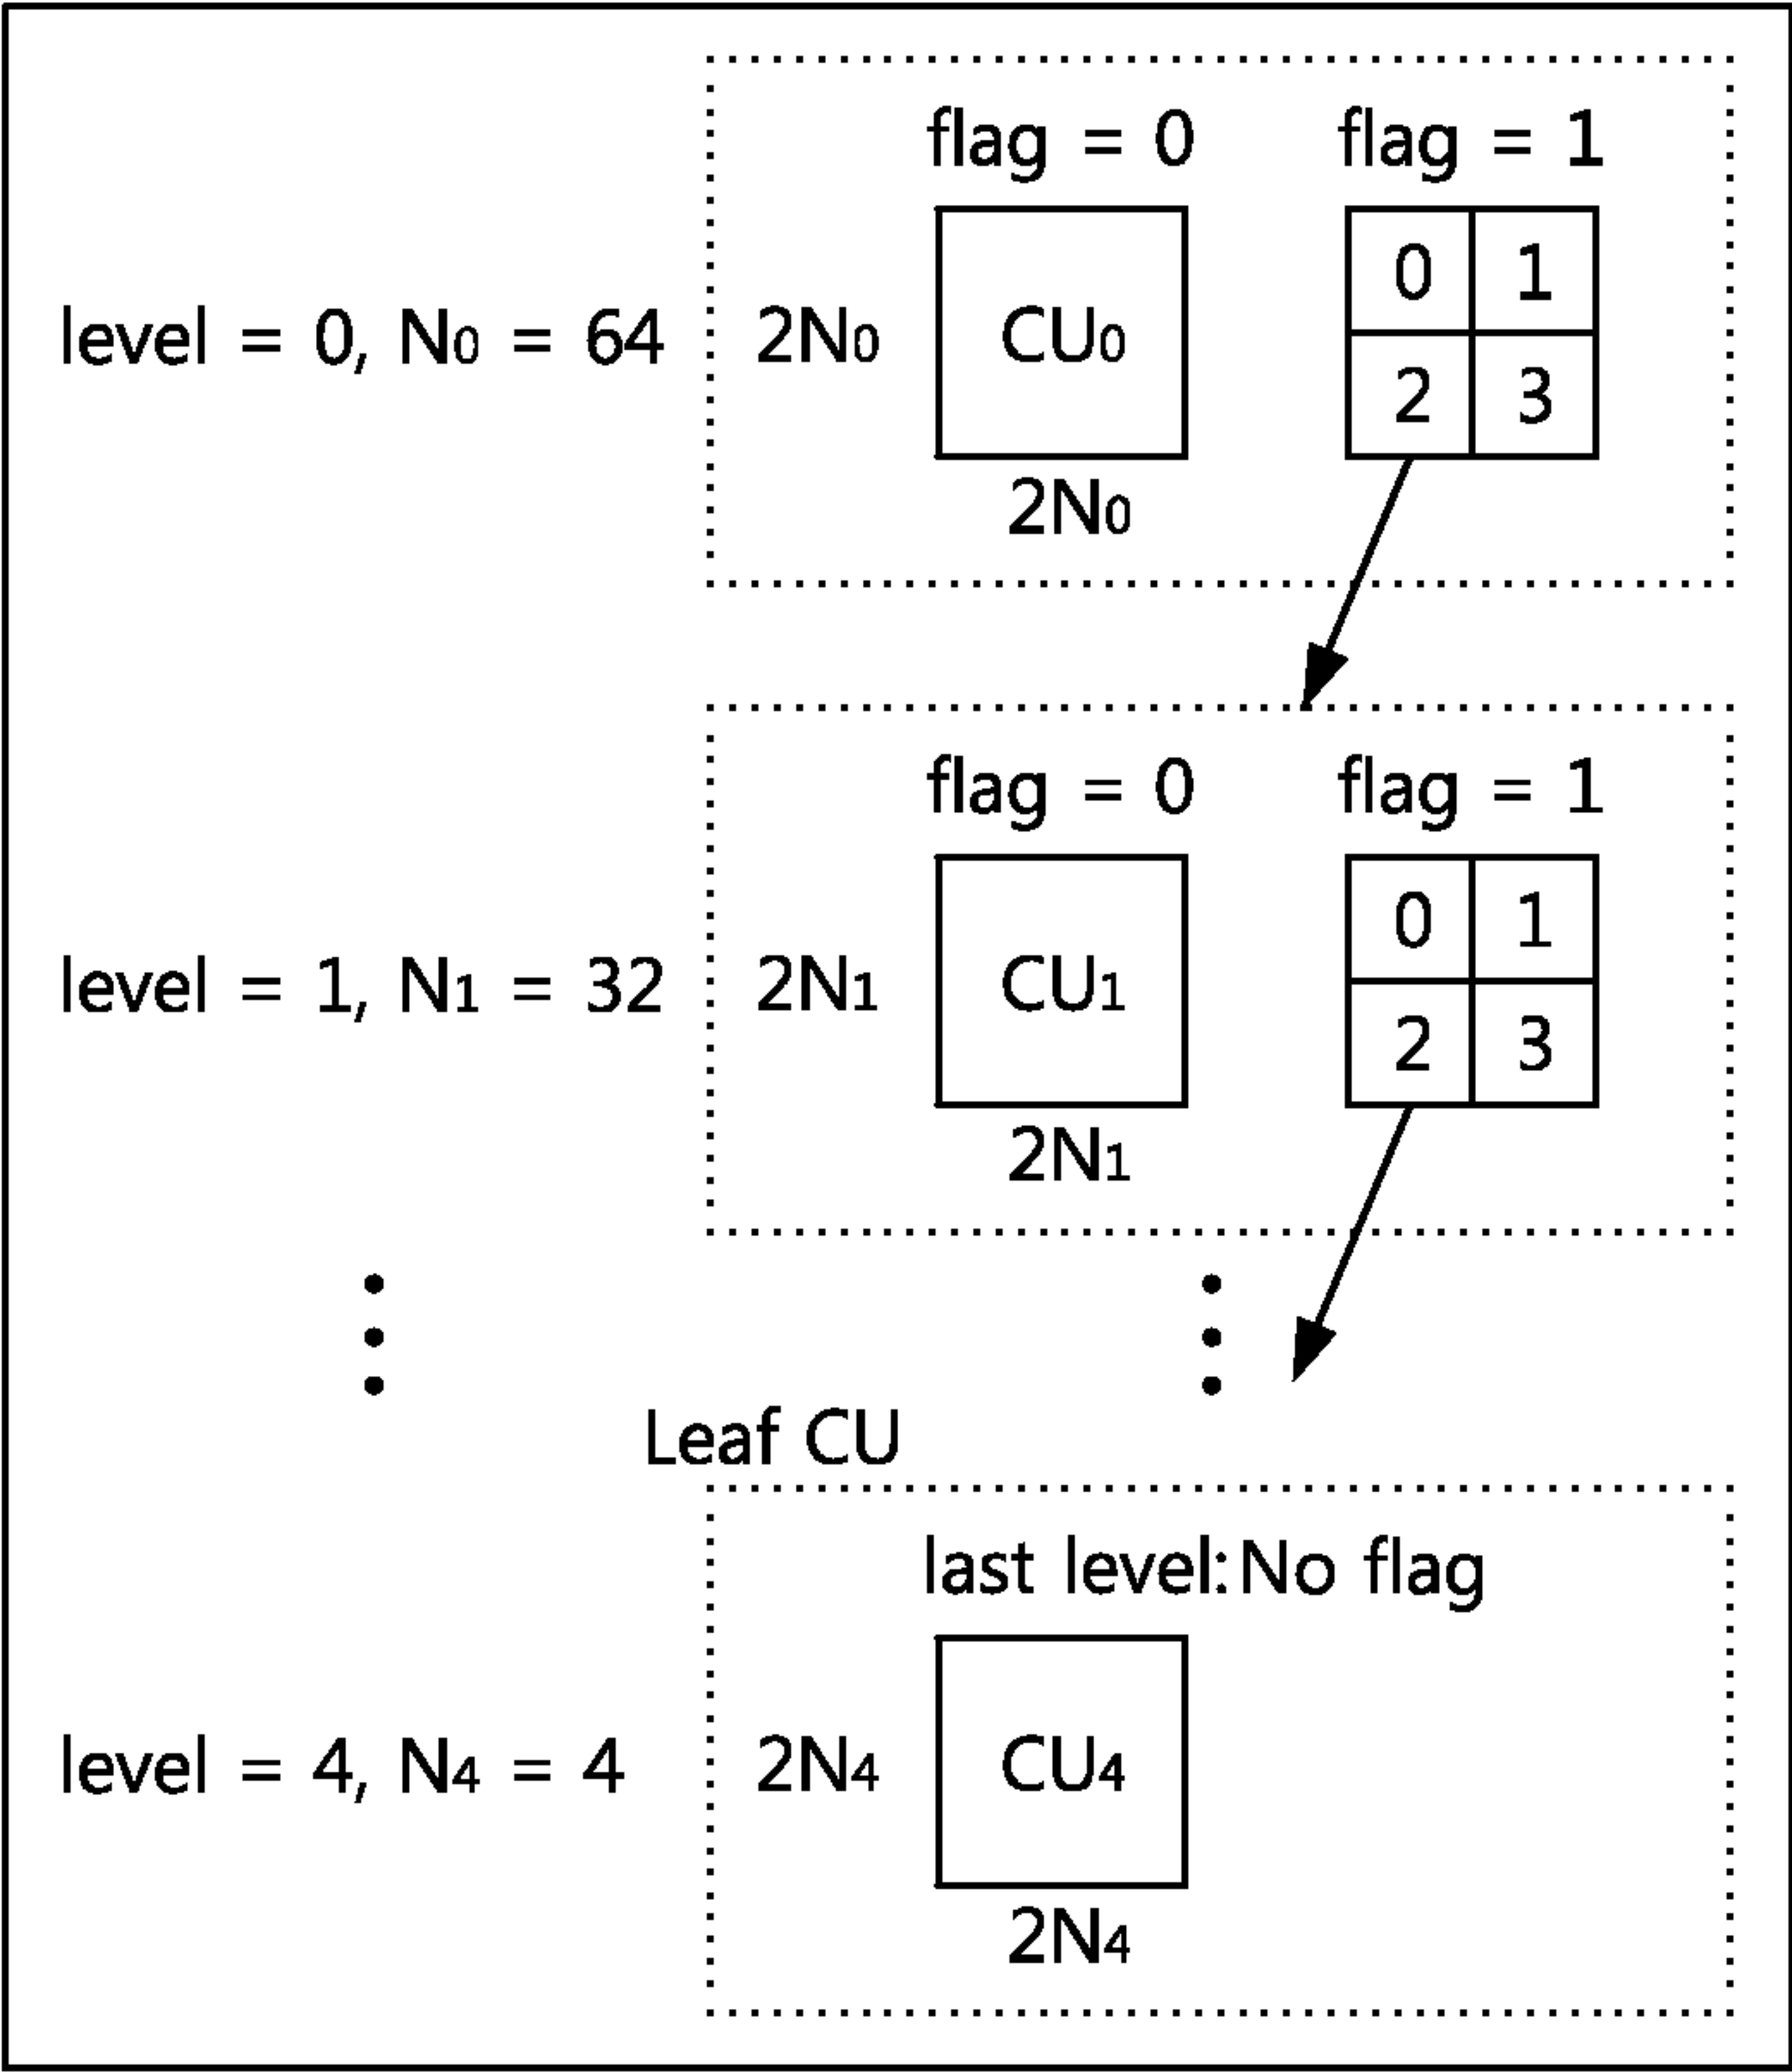 flag = 0 flag = 1
0 1
level = 0, N0 = 64 2N0 CU0
2 3
2N0
flag = 0 flag = 1
0 1
level = 1, N1 = 32 2N1 CU1
2 3
2N1
Leaf CU
last level: No flag
level = 4, N4 = 4 2N4 CU4
2N4